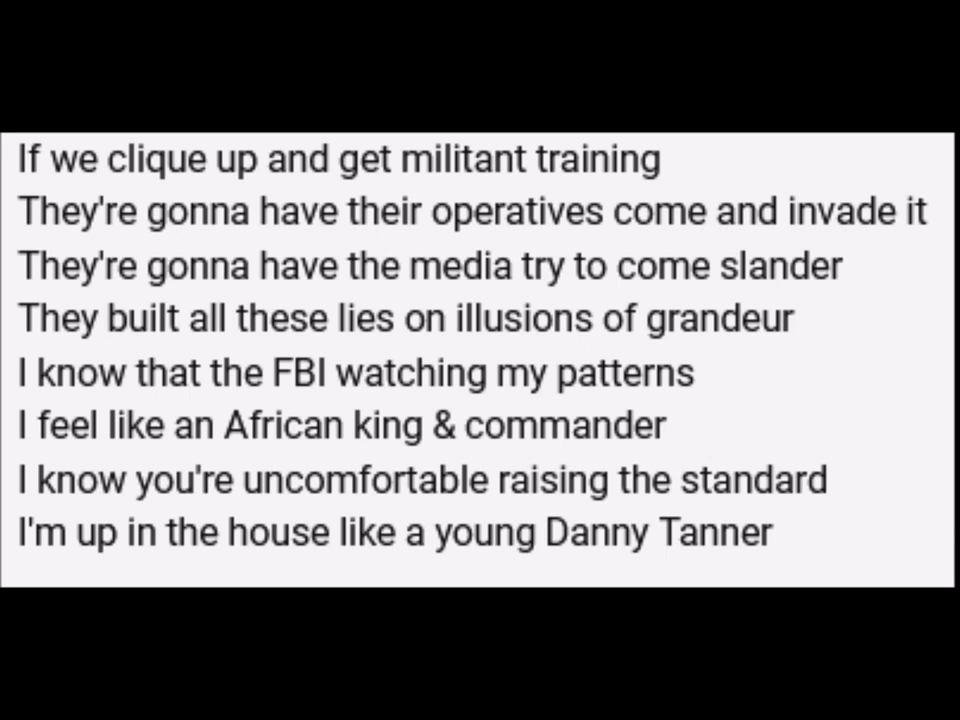 If we clique up and get militant training
They're gonna have their operatives come and invade it
They're gonna have the media try to come slander
They built all these lies on illusions of grandeur
I know that the FBI watching my patterns
I feel like an African king & commander
I know you're uncomfortable raising the standard
I'm up in the house like a young Danny Tanner